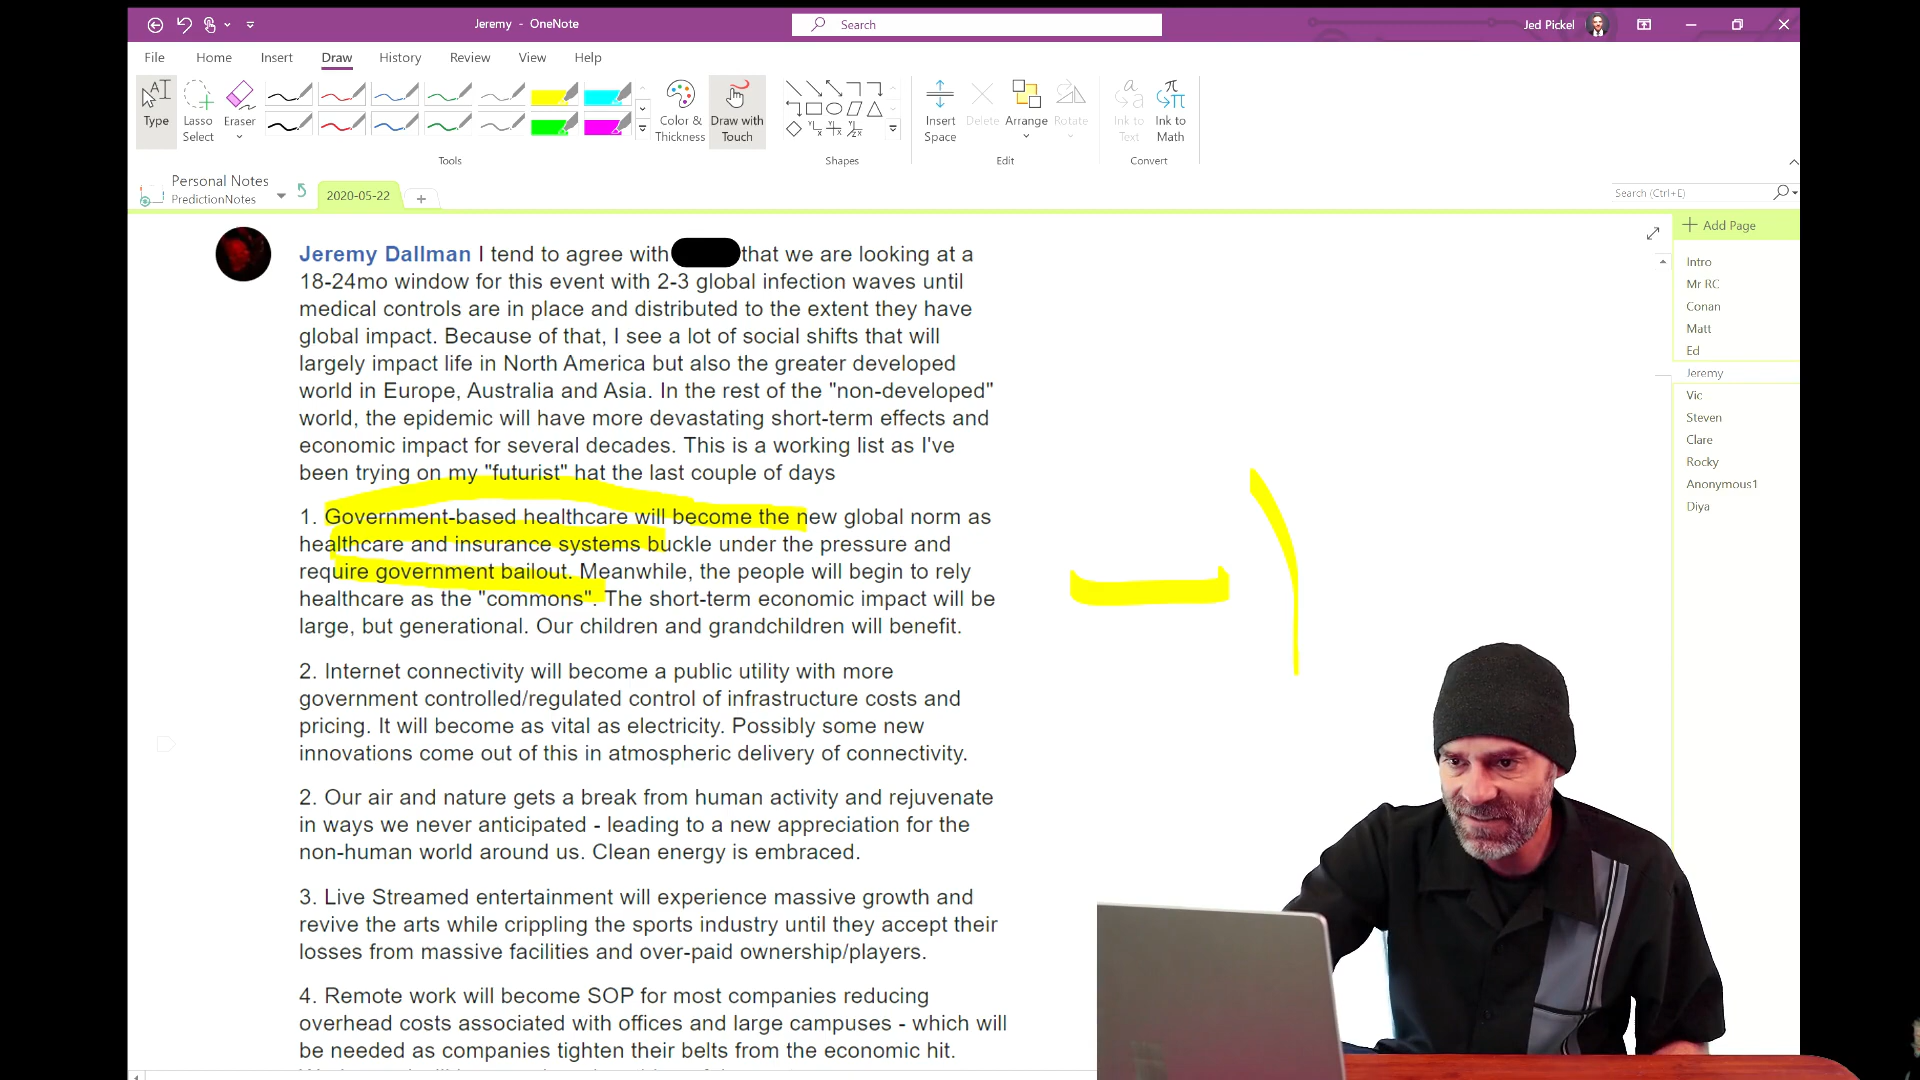 Jeremy - OneNote
Search
Jed Pickel
File Home Insert Draw History Review View Help
Type
Lasso Select
Eraser
Color & Thickness
Draw with Touch
Insert Space
Delete
Arrange
Rotate
Ink to Text
Ink to Math
Tools
Shapes
Edit
Convert
Personal Notes
PredictionNotes
2020-05-22
Search (Ctrl+E)
Add Page
Intro
Mr RC
Conan
Matt
Ed
Jeremy
Vic
Steven
Clare
Rocky
Anonymous1
Diya
Jeremy Dallman I tend to agree with that we are looking at a
18-24mo window for this event with 2-3 global infection waves until
medical controls are in place and distributed to the extent they have
global impact. Because of that, I see a lot of social shifts that will
largely impact life in North America but also the greater developed
world in Europe, Australia and Asia. In the rest of the "non-developed"
world, the epidemic will have more devastating short-term effects and
economic impact for several decades. This is a working list as I've
been trying on my "futurist" hat the last couple of days
1. Government-based healthcare will become the new global norm as
healthcare and insurance systems buckle under the pressure and
require government bailout. Meanwhile, the people will begin to rely
healthcare as the "commons". The short-term economic impact will be
large, but generational. Our children and grandchildren will benefit.
2. Internet connectivity will become a public utility with more
government controlled/regulated control of infrastructure costs and
pricing. It will become as vital as electricity. Possibly some new
innovations come out of this in atmospheric delivery of connectivity.
2. Our air and nature gets a break from human activity and rejuvenate
in ways we never anticipated - leading to a new appreciation for the
non-human world around us. Clean energy is embraced.
3. Live Streamed entertainment will experience massive growth and
revive the arts while crippling the sports industry until they accept their
losses from massive facilities and over-paid ownership/players.
4. Remote work will become SOP for most companies reducing
overhead costs associated with offices and large campuses - which will
be needed as companies tighten their belts from the economic hit.